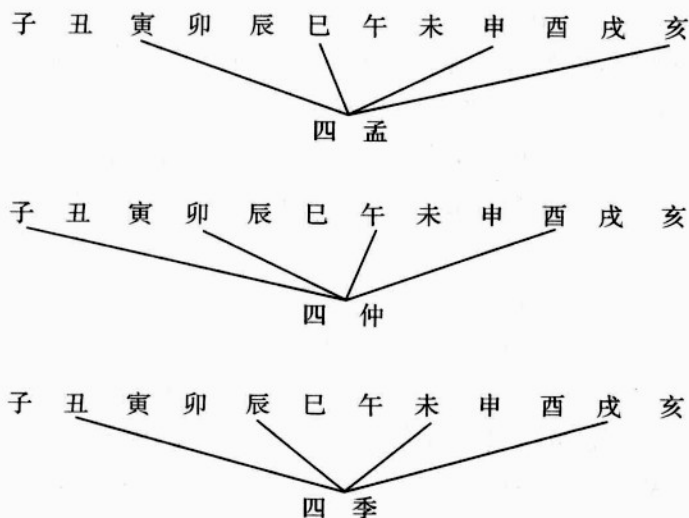 子 丑 寅 卯 辰 巳 午 未 申 酉 戌 亥
四 孟
子 丑 寅 卯 辰 巳 午 未 申 酉 戌 亥
四 仲
子 丑 寅 卯 辰 巳 午 未 申 酉 戌 亥
四 季